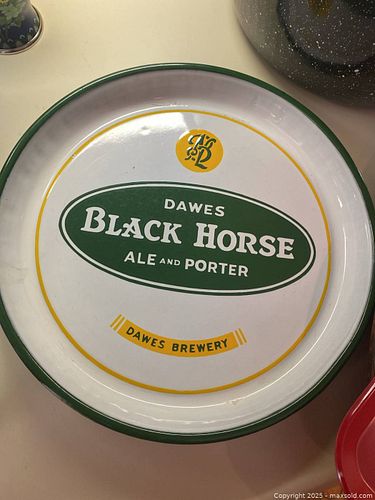 DAWES
BLACK HORSE
ALE AND PORTER
DAWES BREWERY
Copyright 2025 - maxsold.com